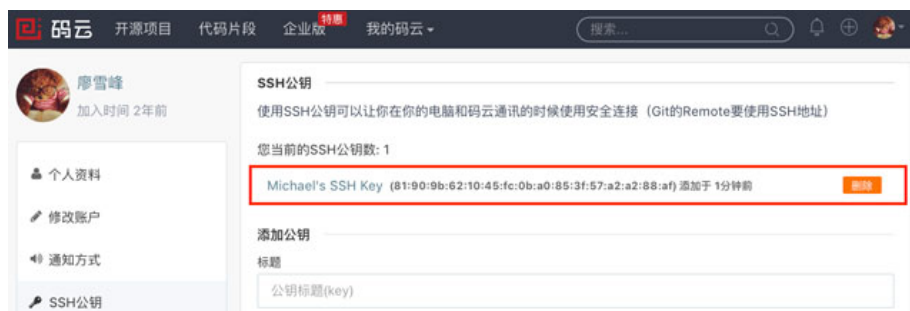 码云 开源项目 代码片段 企业版 特惠 我的码云 搜索...
廖雪峰
加入时间 2年前
个人资料
修改账户
通知方式
SSH公钥
SSH公钥
使用SSH公钥可以让你在你的电脑和码云通讯的时候使用安全连接（Git的Remote要使用SSH地址）
您当前的SSH公钥数: 1
Michael's SSH Key (81:90:9b:62:10:45:fc:0b:a0:85:3f:57:a2:a2:88:af) 添加于 1分钟前 删除
添加公钥
标题
公钥标题(key)